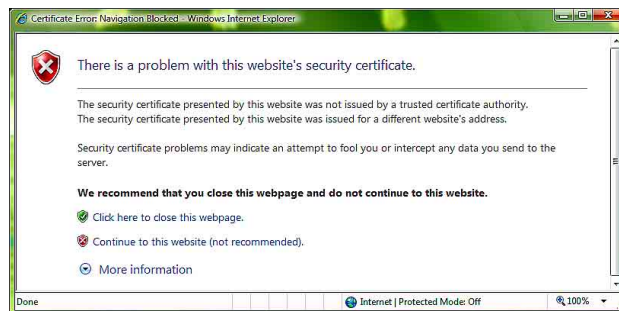 Certificate Error: Navigation Blocked - Windows Internet Explorer
There is a problem with this website's security certificate.
The security certificate presented by this website was not issued by a trusted certificate authority.
The security certificate presented by this website was issued for a different website's address.
Security certificate problems may indicate an attempt to fool you or intercept any data you send to the
server.
We recommend that you close this webpage and do not continue to this website.
Click here to close this webpage.
Continue to this website (not recommended).
More information
Done
Internet | Protected Mode: Off
100%